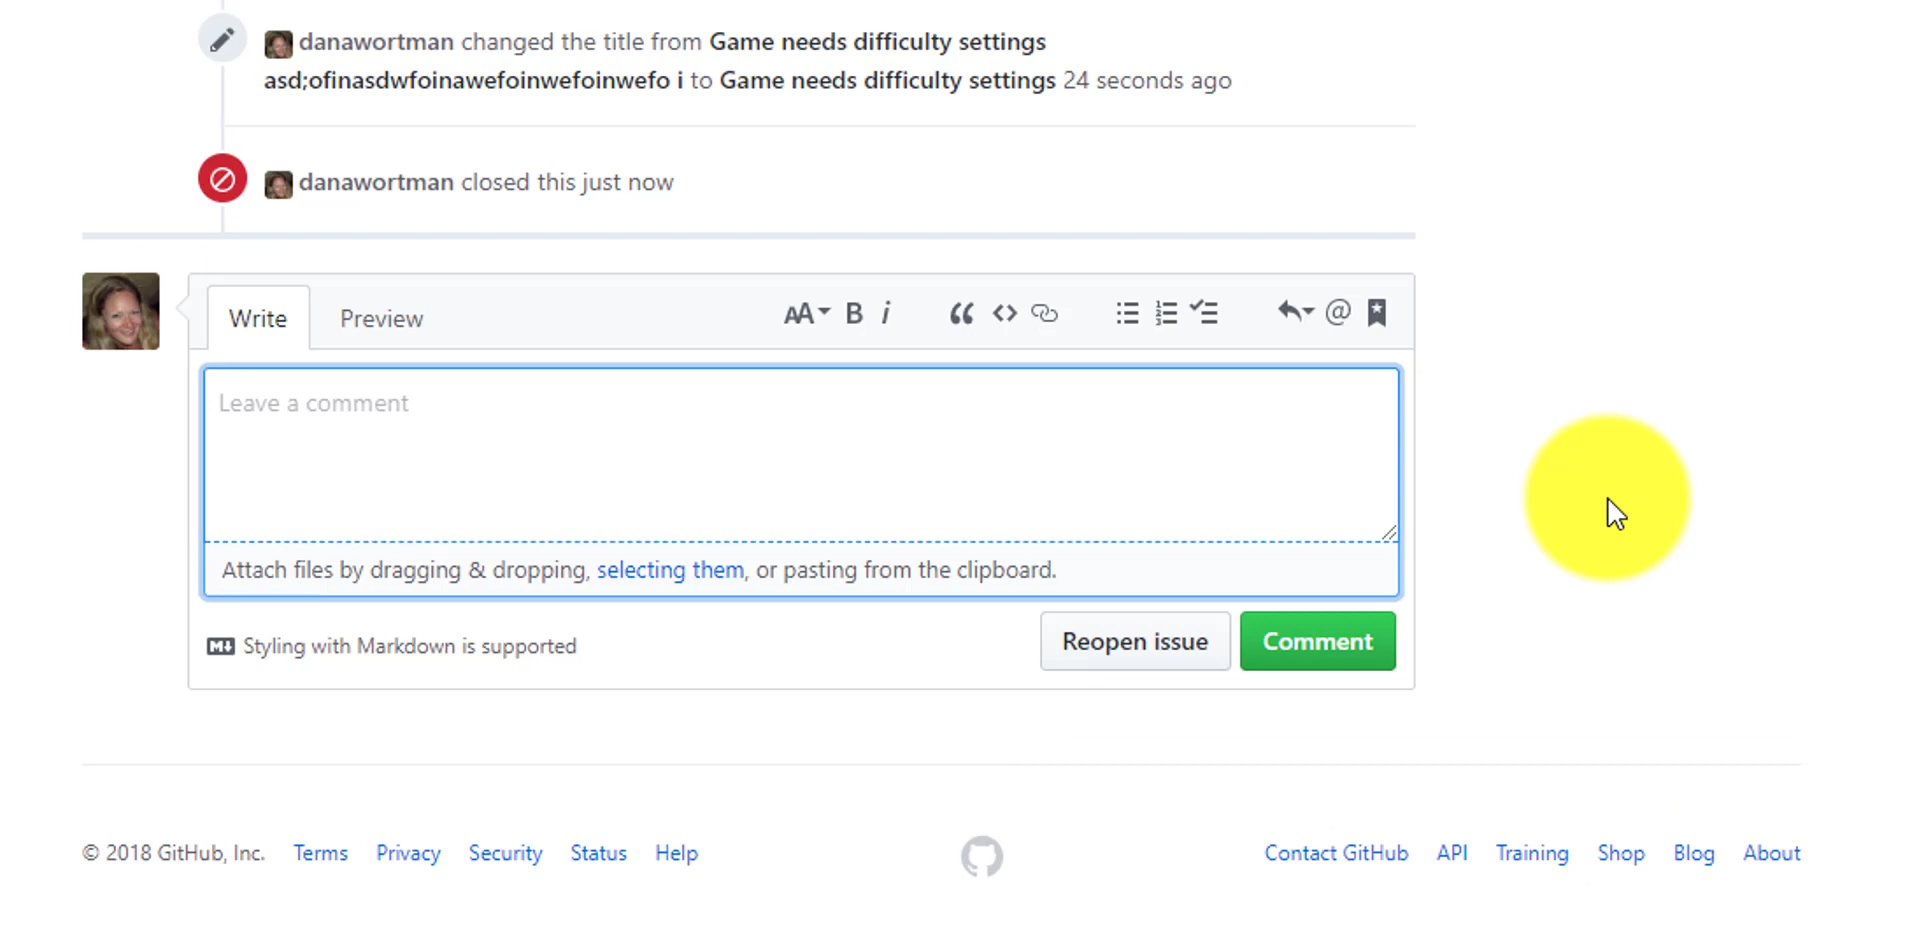 danawortman changed the title from Game needs difficulty settings
asd;ofinasdwfoinawefoinwefoinwefo i to Game needs difficulty settings 24 seconds ago
danawortman closed this just now
Write Preview AA B i
Leave a comment
Attach files by dragging & dropping, selecting them, or pasting from the clipboard.
Styling with Markdown is supported
Reopen issue Comment
© 2018 GitHub, Inc. Terms Privacy Security Status Help Contact GitHub API Training Shop Blog About